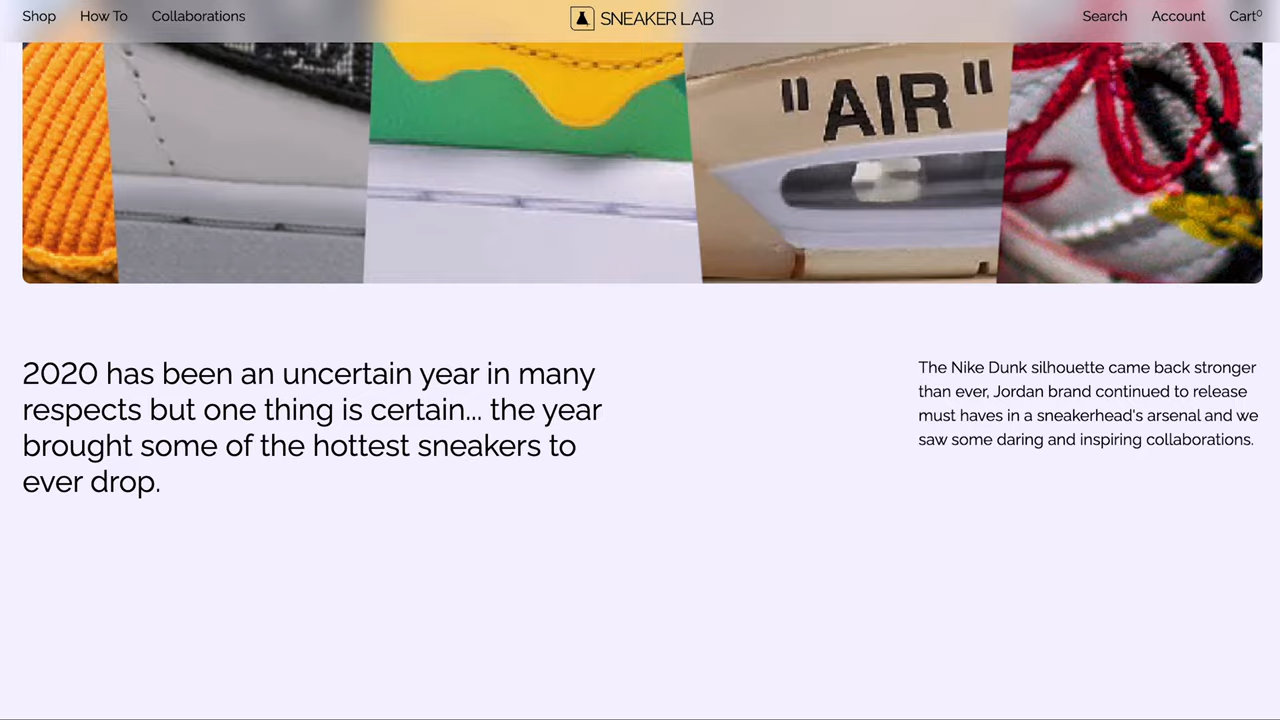 Shop How To Collaborations SNEAKER LAB Search Account Cart0
"AIR"
2020 has been an uncertain year in many
respects but one thing is certain... the year
brought some of the hottest sneakers to
ever drop.
The Nike Dunk silhouette came back stronger
than ever, Jordan brand continued to release
must haves in a sneakerhead's arsenal and we
saw some daring and inspiring collaborations.